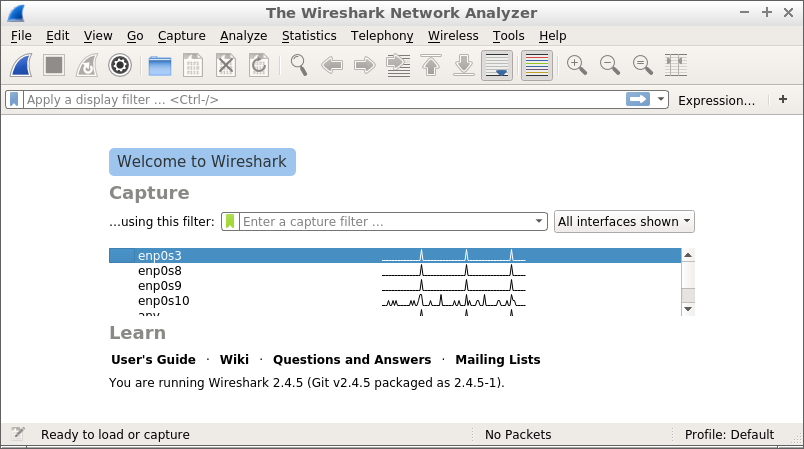 The Wireshark Network Analyzer
File Edit View Go Capture Analyze Statistics Telephony Wireless Tools Help
Apply a display filter ... <Ctrl-/> Expression... +
Welcome to Wireshark
Capture
...using this filter: Enter a capture filter ... All interfaces shown
enp0s3
enp0s8
enp0s9
enp0s10
any
Learn
User's Guide · Wiki · Questions and Answers · Mailing Lists
You are running Wireshark 2.4.5 (Git v2.4.5 packaged as 2.4.5-1).
Ready to load or capture No Packets Profile: Default